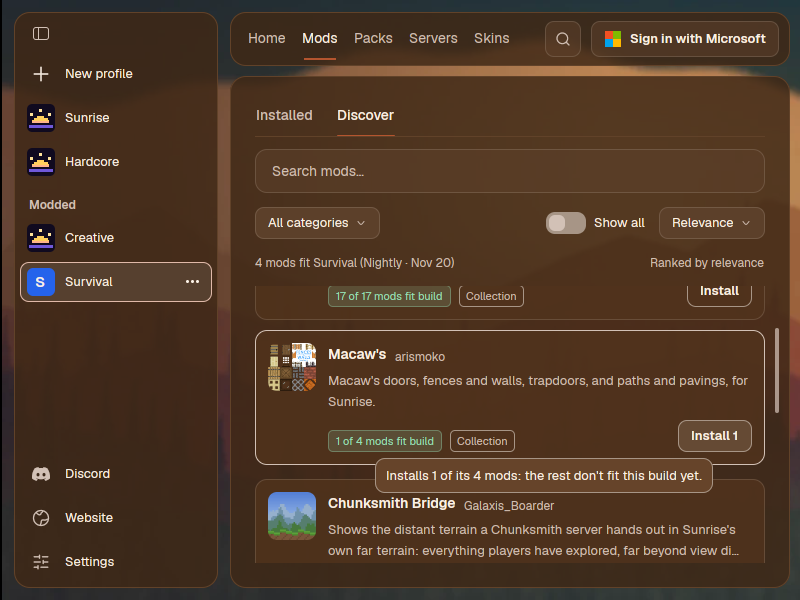 New profile
Sunrise
Hardcore
Modded
Creative
S
Survival
Discord
Website
Settings
Home Mods Packs Servers Skins
Sign in with Microsoft
Installed Discover
Search mods...
All categories
Show all
Relevance
4 mods fit Survival (Nightly · Nov 20)
Ranked by relevance
17 of 17 mods fit build Collection
Install
Macaw's arismoko
Macaw's doors, fences and walls, trapdoors, and paths and pavings, for
Sunrise.
1 of 4 mods fit build Collection
Install 1
Installs 1 of its 4 mods: the rest don't fit this build yet.
Chunksmith Bridge Galaxis_Boarder
Shows the distant terrain a Chunksmith server hands out in Sunrise's
own far terrain: everything players have explored, far beyond view di...